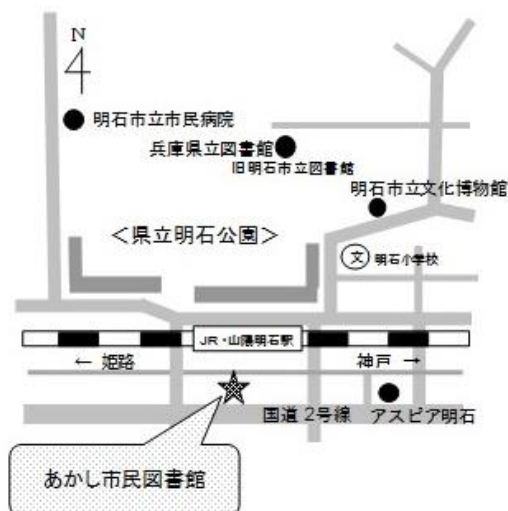 N
明石市立市民病院
兵庫県立図書館
旧明石市立図書館
明石市立文化博物館
＜県立明石公園＞
文 明石小学校
JR・山陽明石駅
← 姫路
神戸 →
国道2号線
アスピア明石
あかし市民図書館